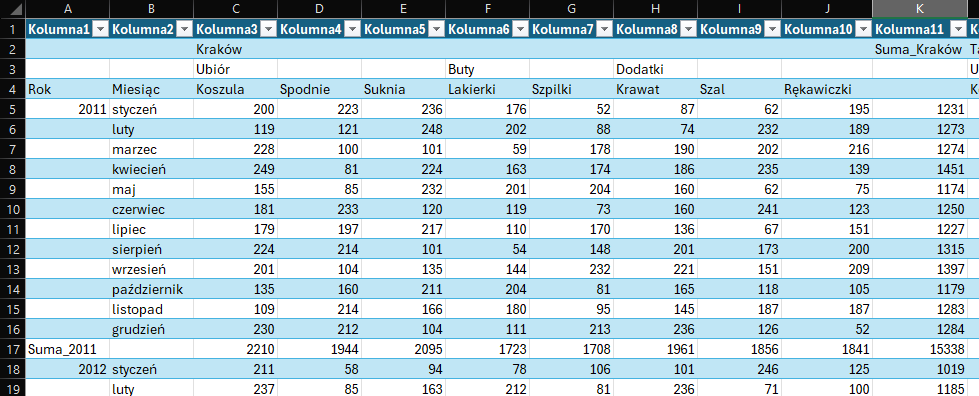 A B C D E F G H I J K
1 Kolumna1 Kolumna2 Kolumna3 Kolumna4 Kolumna5 Kolumna6 Kolumna7 Kolumna8 Kolumna9 Kolumna10 Kolumna11
2 Kraków Suma_Kraków
3 Ubiór Buty Dodatki
4 Rok Miesiąc Koszula Spodnie Suknia Lakierki Szpilki Krawat Szal Rękawiczki
5 2011 styczeń 200 223 236 176 52 87 62 195 1231
6 luty 119 121 248 202 88 74 232 189 1273
7 marzec 228 100 101 59 178 190 202 216 1274
8 kwiecień 249 81 224 163 174 186 235 139 1451
9 maj 155 85 232 201 204 160 62 75 1174
10 czerwiec 181 233 120 119 73 160 241 123 1250
11 lipiec 179 197 217 110 170 136 67 151 1227
12 sierpień 224 214 101 54 148 201 173 200 1315
13 wrzesień 201 104 135 144 232 221 151 209 1397
14 październik 135 160 211 204 81 165 118 105 1179
15 listopad 109 214 166 180 95 145 187 187 1283
16 grudzień 230 212 104 111 213 236 126 52 1284
17 Suma_2011 2210 1944 2095 1723 1708 1961 1856 1841 15338
18 2012 styczeń 211 58 94 78 106 101 246 125 1019
19 luty 237 85 163 212 81 236 71 100 1185